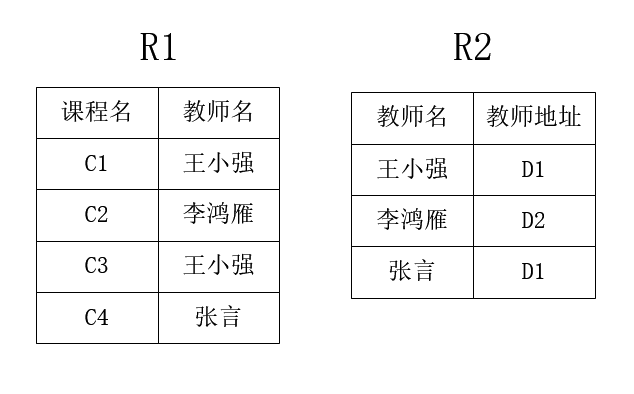 R1
课程名 教师名
C1 王小强
C2 李鸿雁
C3 王小强
C4 张言
R2
教师名 教师地址
王小强 D1
李鸿雁 D2
张言 D1